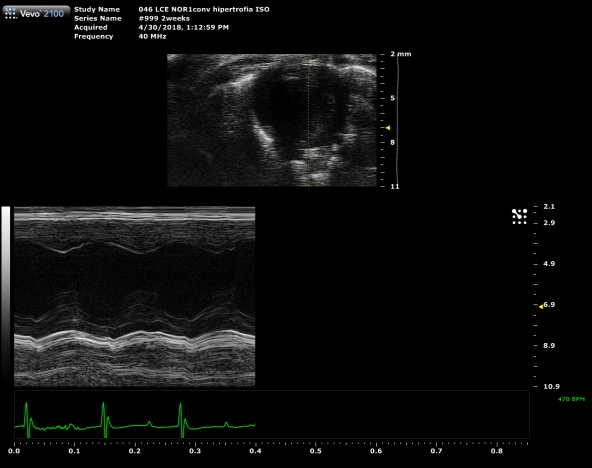 Vevo 2100
Study Name 046 LCE NOR1conv hipertrofia ISO
Series Name #999 2weeks
Acquired 4/30/2018, 1:12:59 PM
Frequency 40 MHz
2 mm
5
8
11
2.1
2.9
4.9
6.9
8.9
10.9
470 BPM
0.0 0.1 0.2 0.3 0.4 0.5 0.6 0.7 0.8